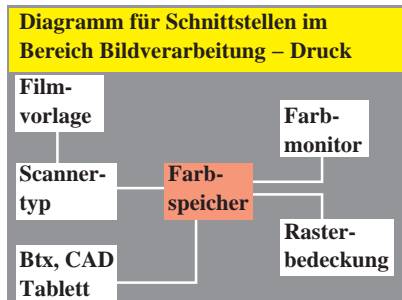 Diagramm für Schnittstellen im
Bereich Bildverarbeitung – Druck
Film-
vorlage
Farb-
monitor
Scanner-
typ
Farb-
speicher
Raster-
bedeckung
Btx, CAD
Tablett